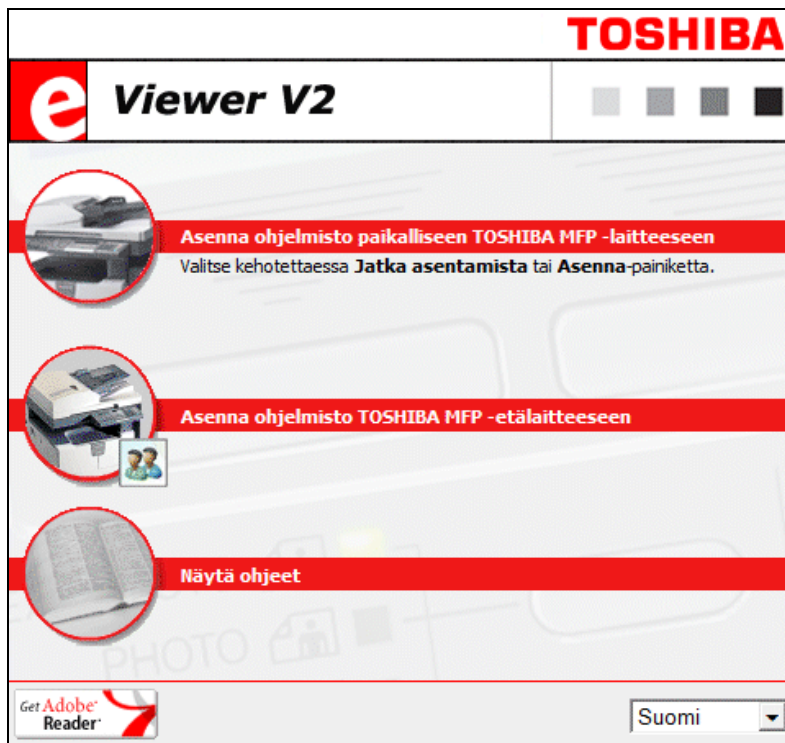 TOSHIBA
e Viewer V2
Asenna ohjelmisto paikalliseen TOSHIBA MFP -laitteeseen
Valitse kehotettaessa Jatka asentamista tai Asenna-painiketta.
Asenna ohjelmisto TOSHIBA MFP -etälaitteeseen
Näytä ohjeet
PHOTO
Get Adobe®
Reader®
Suomi